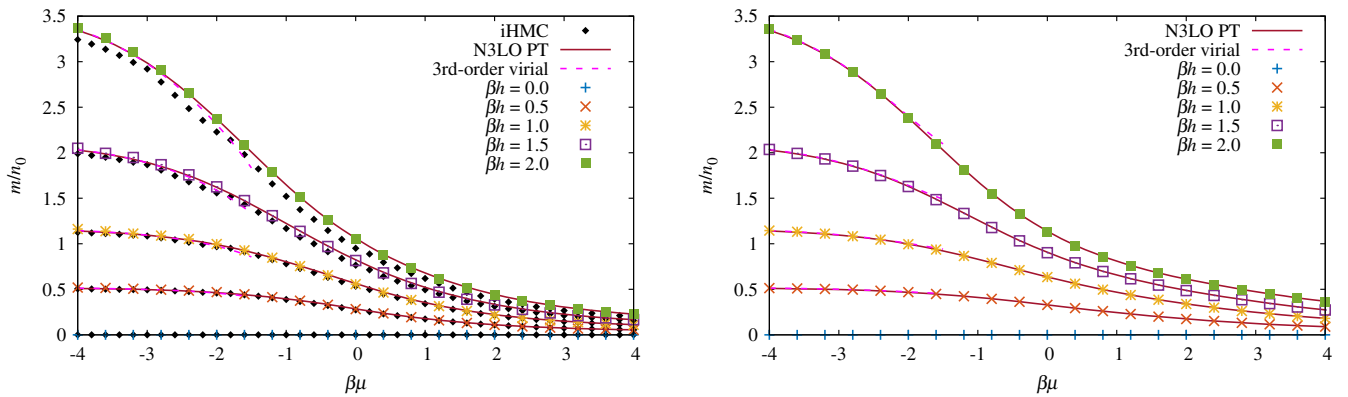 3.5
3
2.5
2
1.5
1
0.5
0
m/n₀
-4 -3 -2 -1 0 1 2 3 4
βμ
iHMC
N3LO PT
3rd-order virial
βh = 0.0
βh = 0.5
βh = 1.0
βh = 1.5
βh = 2.0
3.5
3
2.5
2
1.5
1
0.5
0
m/n₀
-4 -3 -2 -1 0 1 2 3 4
βμ
N3LO PT
3rd-order virial
βh = 0.0
βh = 0.5
βh = 1.0
βh = 1.5
βh = 2.0